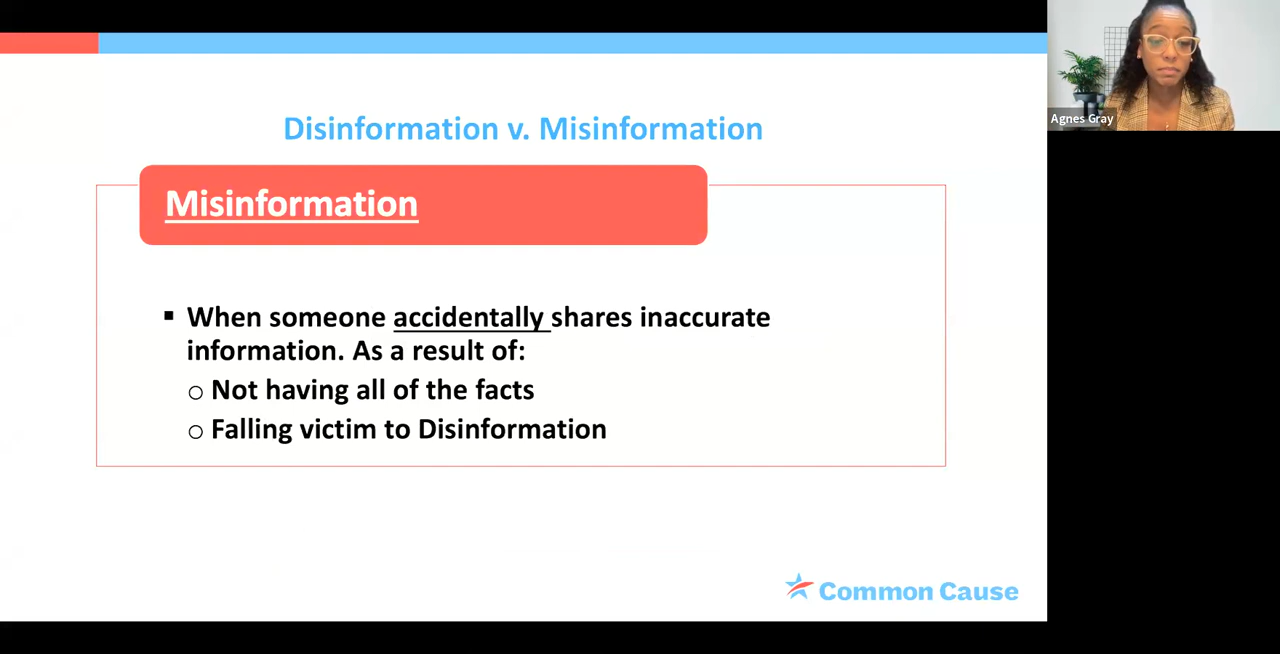 Disinformation v. Misinformation
Misinformation
▪ When someone accidentally shares inaccurate
information. As a result of:
o Not having all of the facts
o Falling victim to Disinformation
Common Cause
Agnes Gray